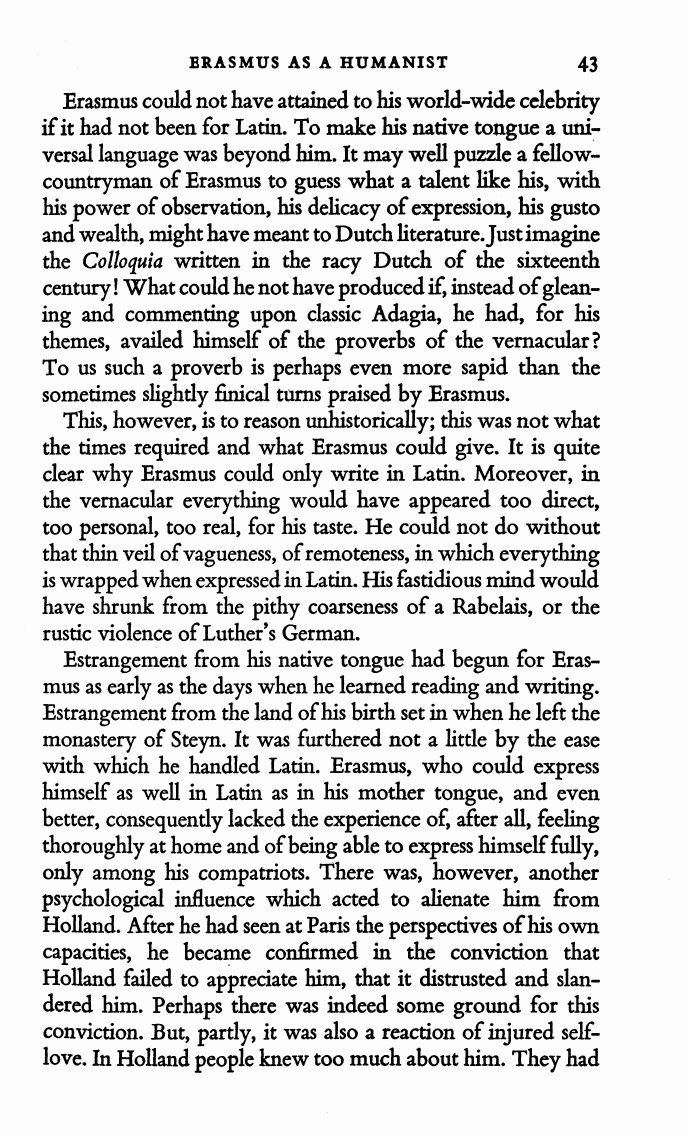 ERASMUS AS A HUMANIST 43
Erasmus could not have attained to his world-wide celebrity
if it had not been for Latin. To make his native tongue a uni-
versal language was beyond him. It may well puzzle a fellow-
countryman of Erasmus to guess what a talent like his, with
his power of observation, his delicacy of expression, his gusto
and wealth, might have meant to Dutch literature. Just imagine
the Colloquia written in the racy Dutch of the sixteenth
century! What could he not have produced if, instead of glean-
ing and commenting upon classic Adagia, he had, for his
themes, availed himself of the proverbs of the vernacular?
To us such a proverb is perhaps even more sapid than the
sometimes slightly finical turns praised by Erasmus.
This, however, is to reason unhistorically; this was not what
the times required and what Erasmus could give. It is quite
clear why Erasmus could only write in Latin. Moreover, in
the vernacular everything would have appeared too direct,
too personal, too real, for his taste. He could not do without
that thin veil of vagueness, of remoteness, in which everything
is wrapped when expressed in Latin. His fastidious mind would
have shrunk from the pithy coarseness of a Rabelais, or the
rustic violence of Luther's German.
Estrangement from his native tongue had begun for Eras-
mus as early as the days when he learned reading and writing.
Estrangement from the land of his birth set in when he left the
monastery of Steyn. It was furthered not a little by the ease
with which he handled Latin. Erasmus, who could express
himself as well in Latin as in his mother tongue, and even
better, consequently lacked the experience of, after all, feeling
thoroughly at home and of being able to express himself fully,
only among his compatriots. There was, however, another
psychological influence which acted to alienate him from
Holland. After he had seen at Paris the perspectives of his own
capacities, he became confirmed in the conviction that
Holland failed to appreciate him, that it distrusted and slan-
dered him. Perhaps there was indeed some ground for this
conviction. But, partly, it was also a reaction of injured self-
love. In Holland people knew too much about him. They had